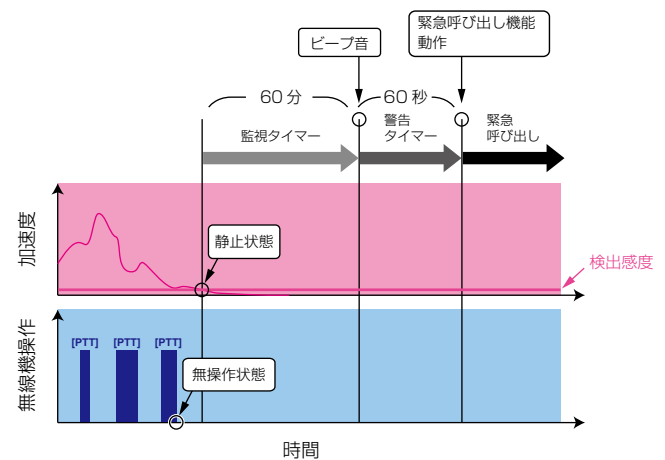 ビープ音
緊急呼び出し機能
動作
60分
60秒
監視タイマー
警告
タイマー
緊急
呼び出し
加速度
静止状態
検出感度
無線機操作
[PTT] [PTT] [PTT]
無操作状態
時間